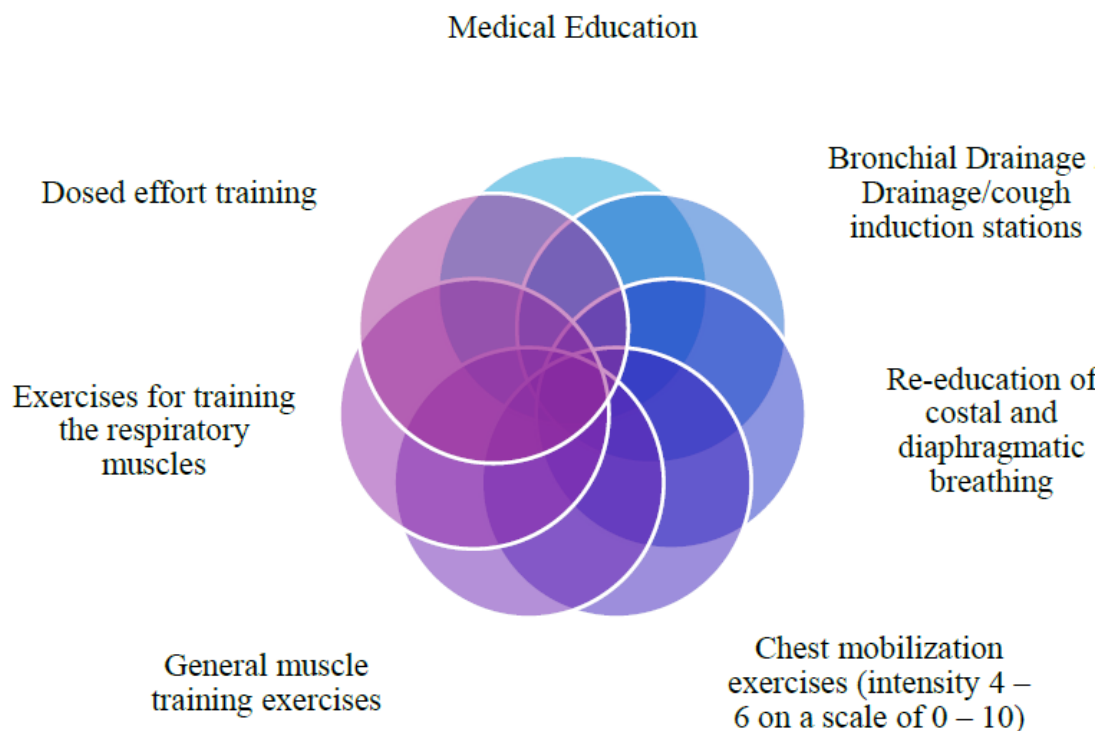 Medical Education
Bronchial Drainage
Drainage/cough
induction stations
Re-education of
costal and
diaphragmatic
breathing
Chest mobilization
exercises (intensity 4 –
6 on a scale of 0 – 10)
General muscle
training exercises
Exercises for training
the respiratory
muscles
Dosed effort training